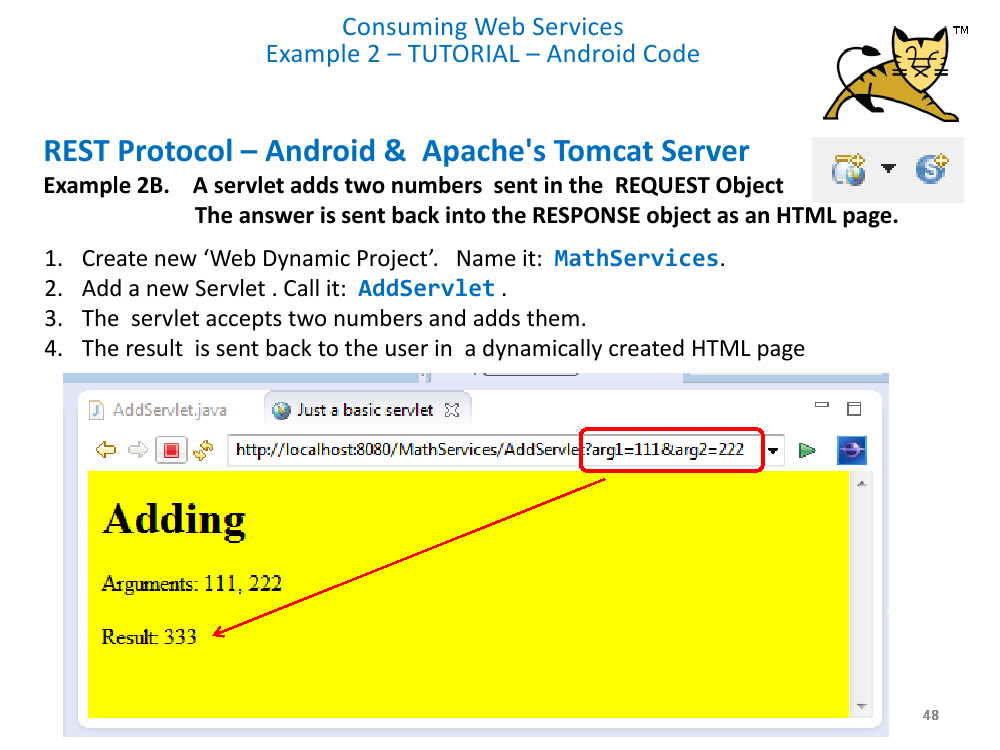 Consuming Web Services
Example 2 – TUTORIAL – Android Code
TM
REST Protocol – Android &  Apache's Tomcat Server
Example 2B.    A servlet adds two numbers  sent in the  REQUEST Object
The answer is sent back into the RESPONSE object as an HTML page.
1.   Create new ‘Web Dynamic Project’.   Name it:  MathServices.
2.   Add a new Servlet . Call it:  AddServlet .
3.   The  servlet accepts two numbers and adds them.
4.   The result  is sent back to the user in  a dynamically created HTML page
AddServlet.java    Just a basic servlet
http://localhost:8080/MathServices/AddServlet?arg1=111&arg2=222
Adding
Arguments: 111, 222
Result: 333
48